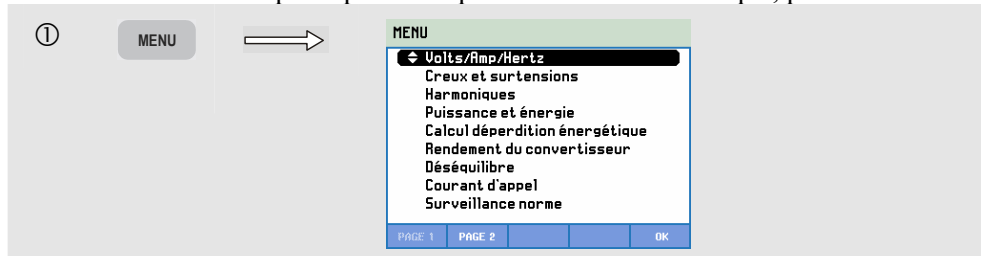 ①
MENU
MENU
Volts/Amp/Hertz
Creux et surtensions
Harmoniques
Puissance et énergie
Calcul déperdition énergétique
Rendement du convertisseur
Déséquilibre
Courant d'appel
Surveillance norme
PAGE 1 PAGE 2 OK